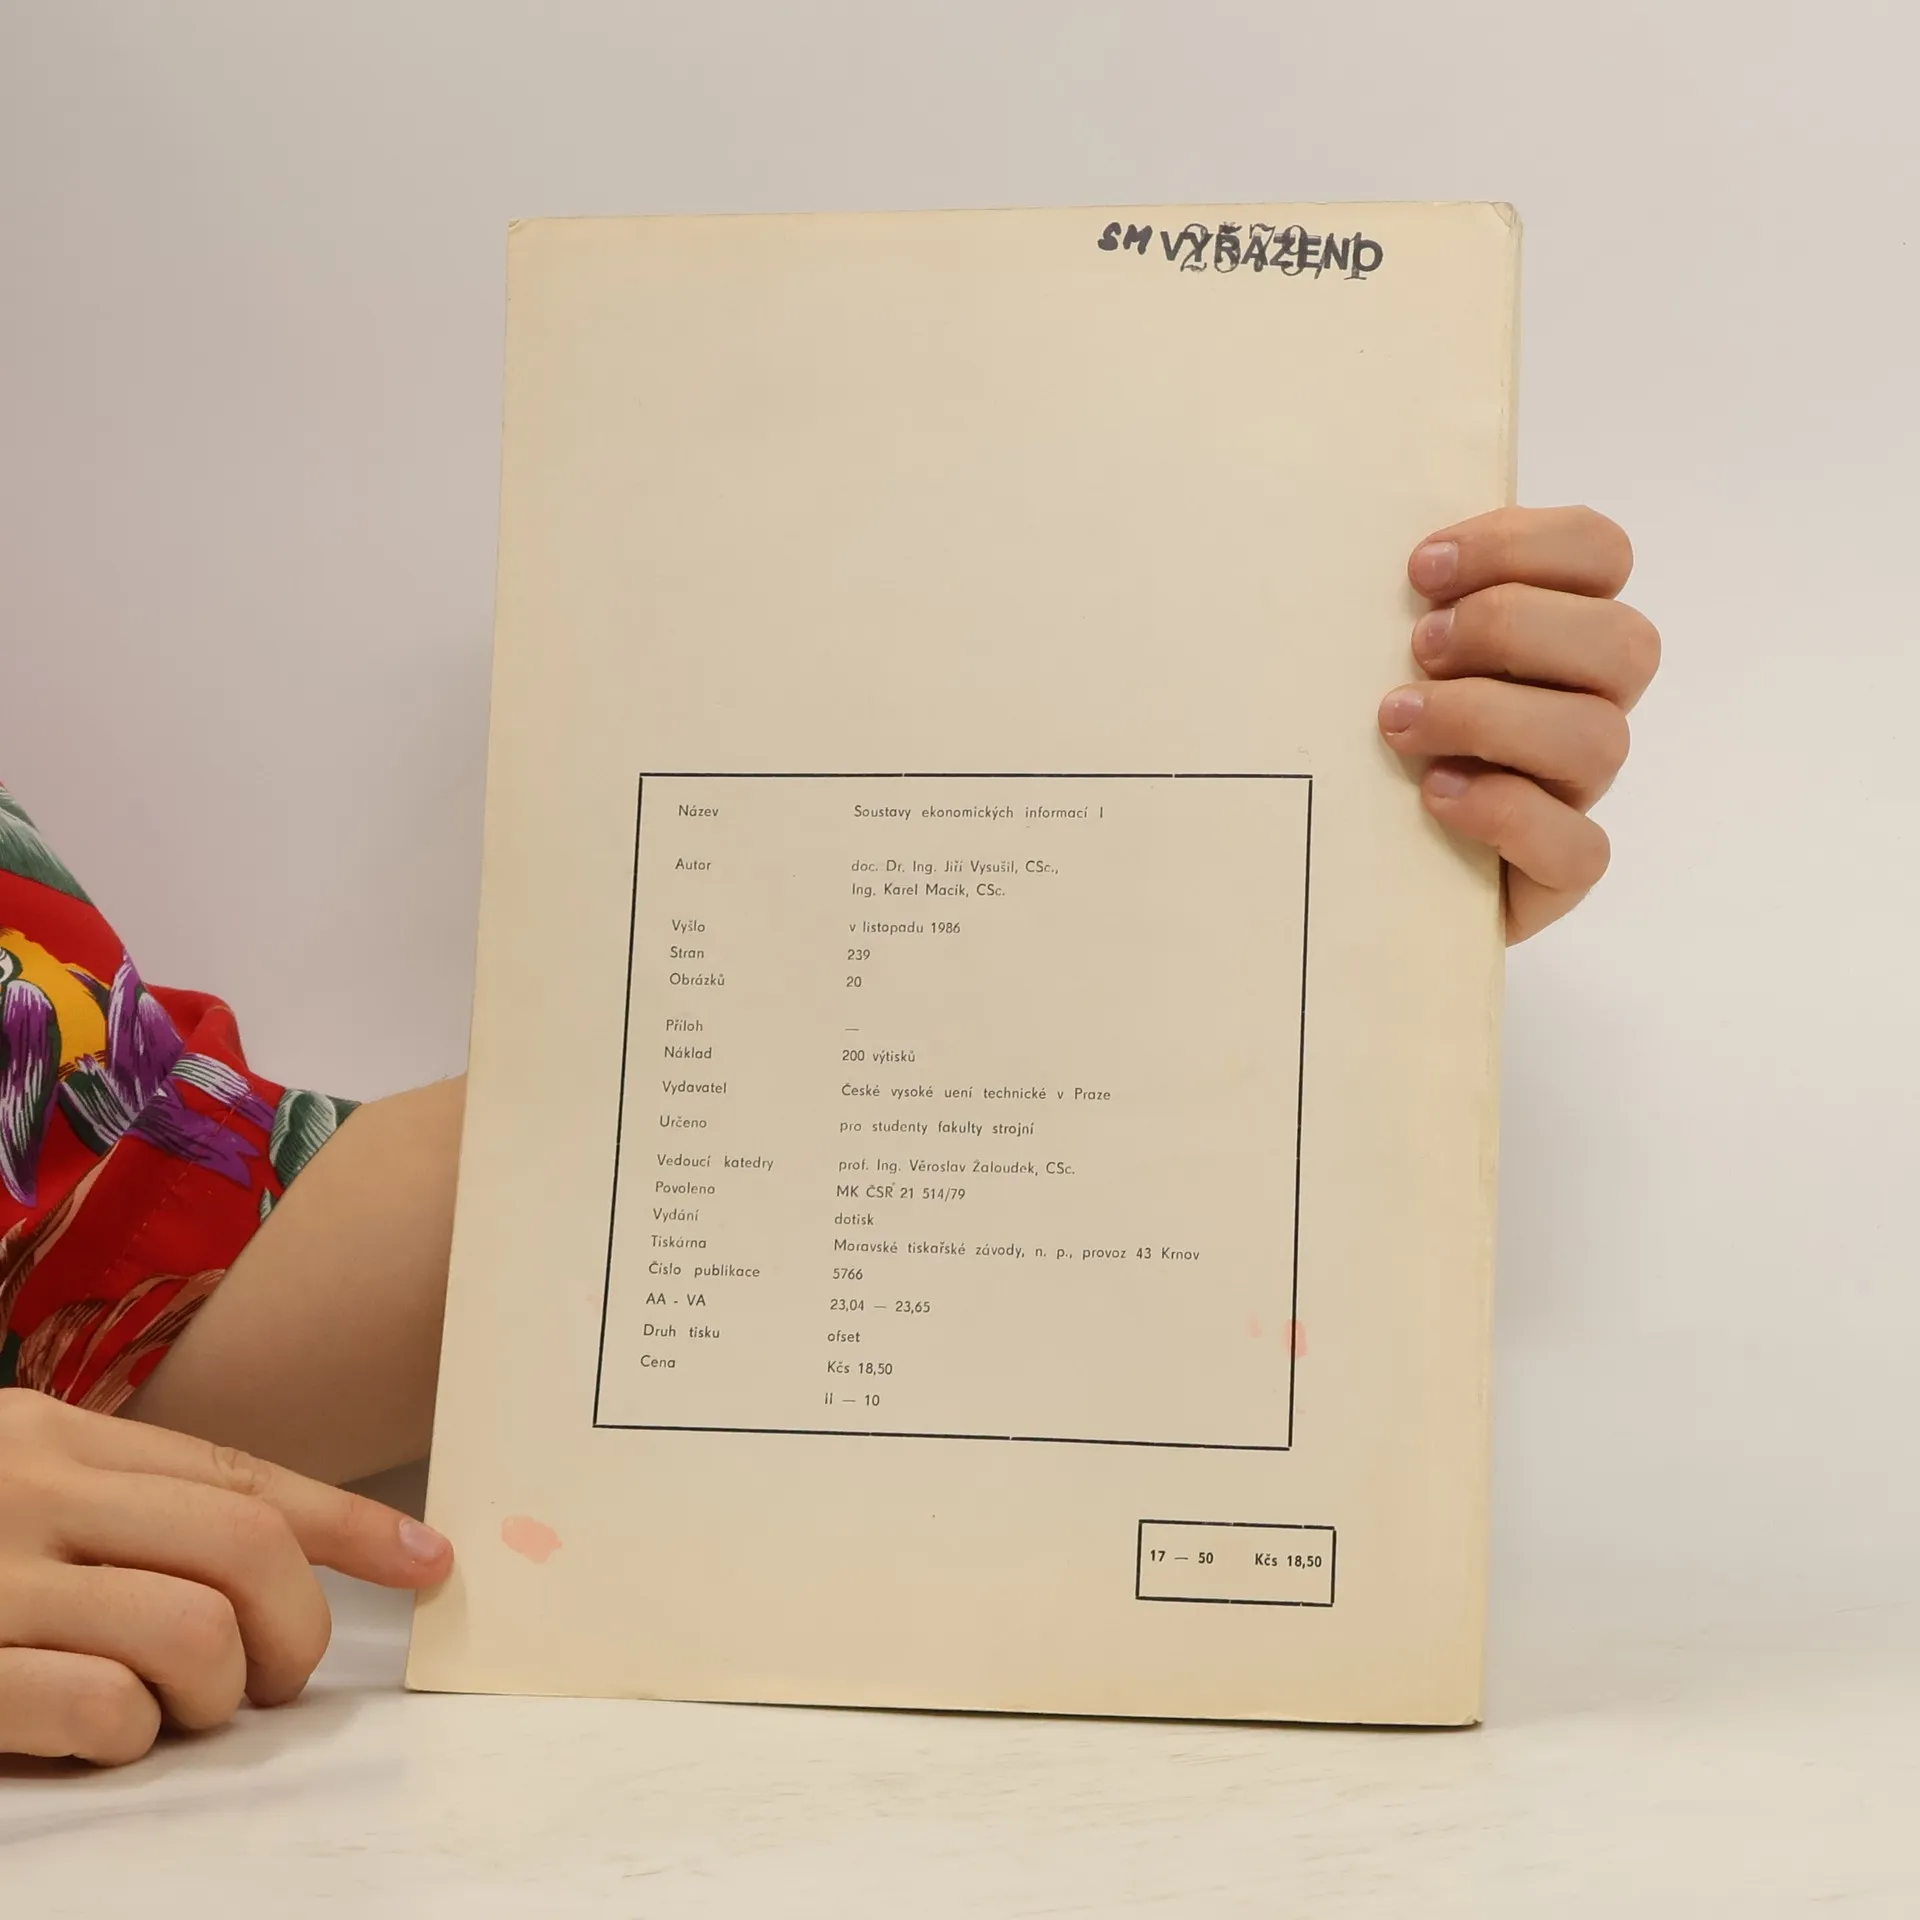 SM VYŘAZENO
Název Soustavy ekonomických informací I
Autor doc. Dr. Ing. Jiří Vysušil, CSc.,
Ing. Karel Macík, CSc.
Vyšlo v listopadu 1986
Stran 239
Obrázků 20
Příloh —
Náklad 200 výtisků
Vydavatel České vysoké uení technické v Praze
Určeno pro studenty fakulty strojní
Vedoucí katedry prof. Ing. Věroslav Žaloudek, CSc.
Povoleno MK ČSR 21 514/79
Vydání dotisk
Tiskárna Moravské tiskařské závody, n. p., provoz 43 Krnov
Číslo publikace 5766
AA - VA 23,04 — 23,65
Druh tisku ofset
Cena Kčs 18,50
II — 10
17 — 50 Kčs 18,50